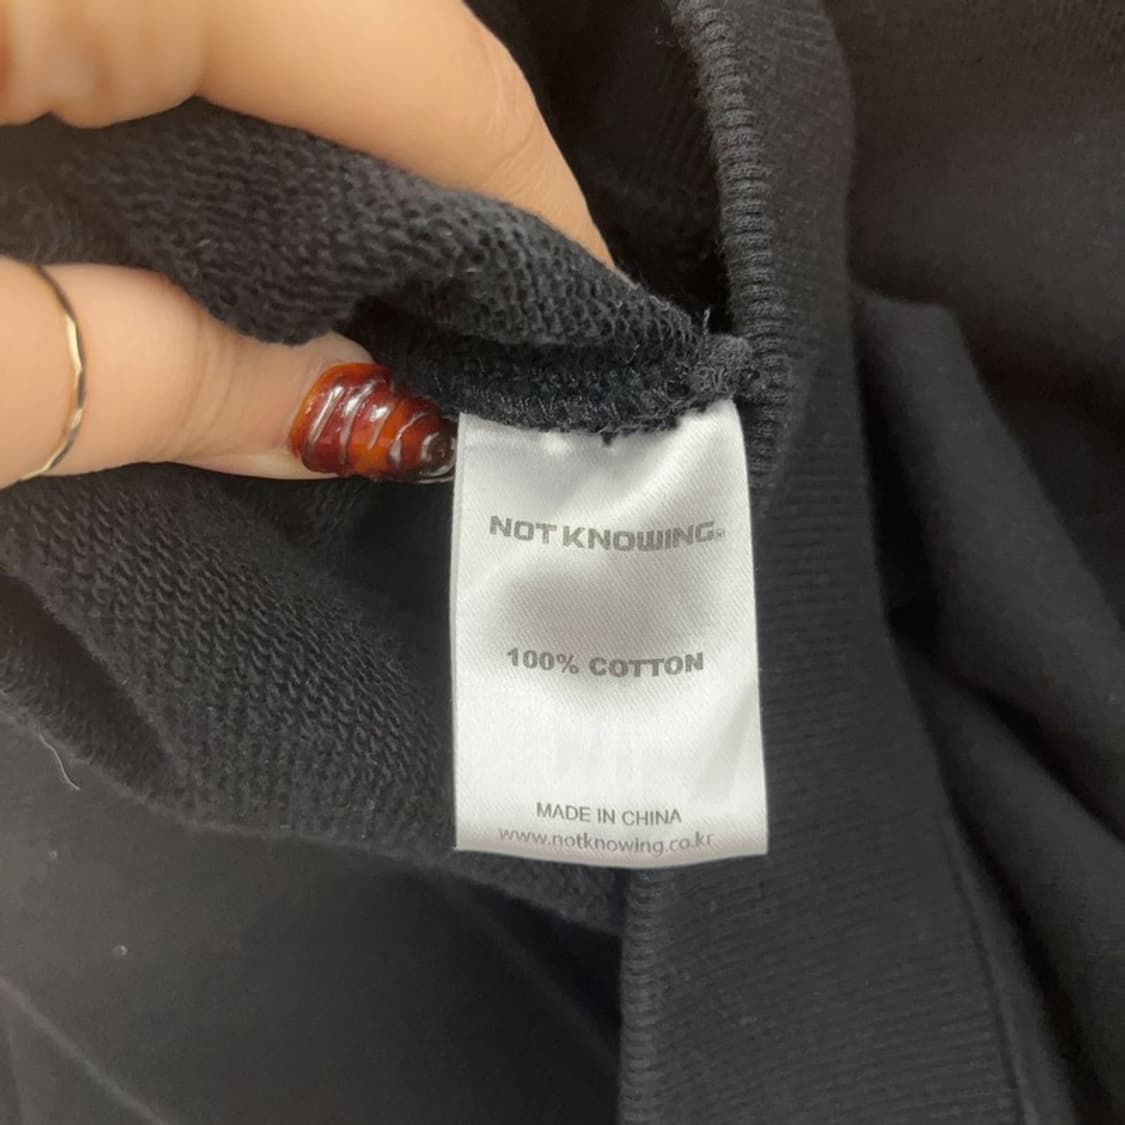 NOT KNOWING®
100% COTTON
MADE IN CHINA
www.notknowing.co.kr